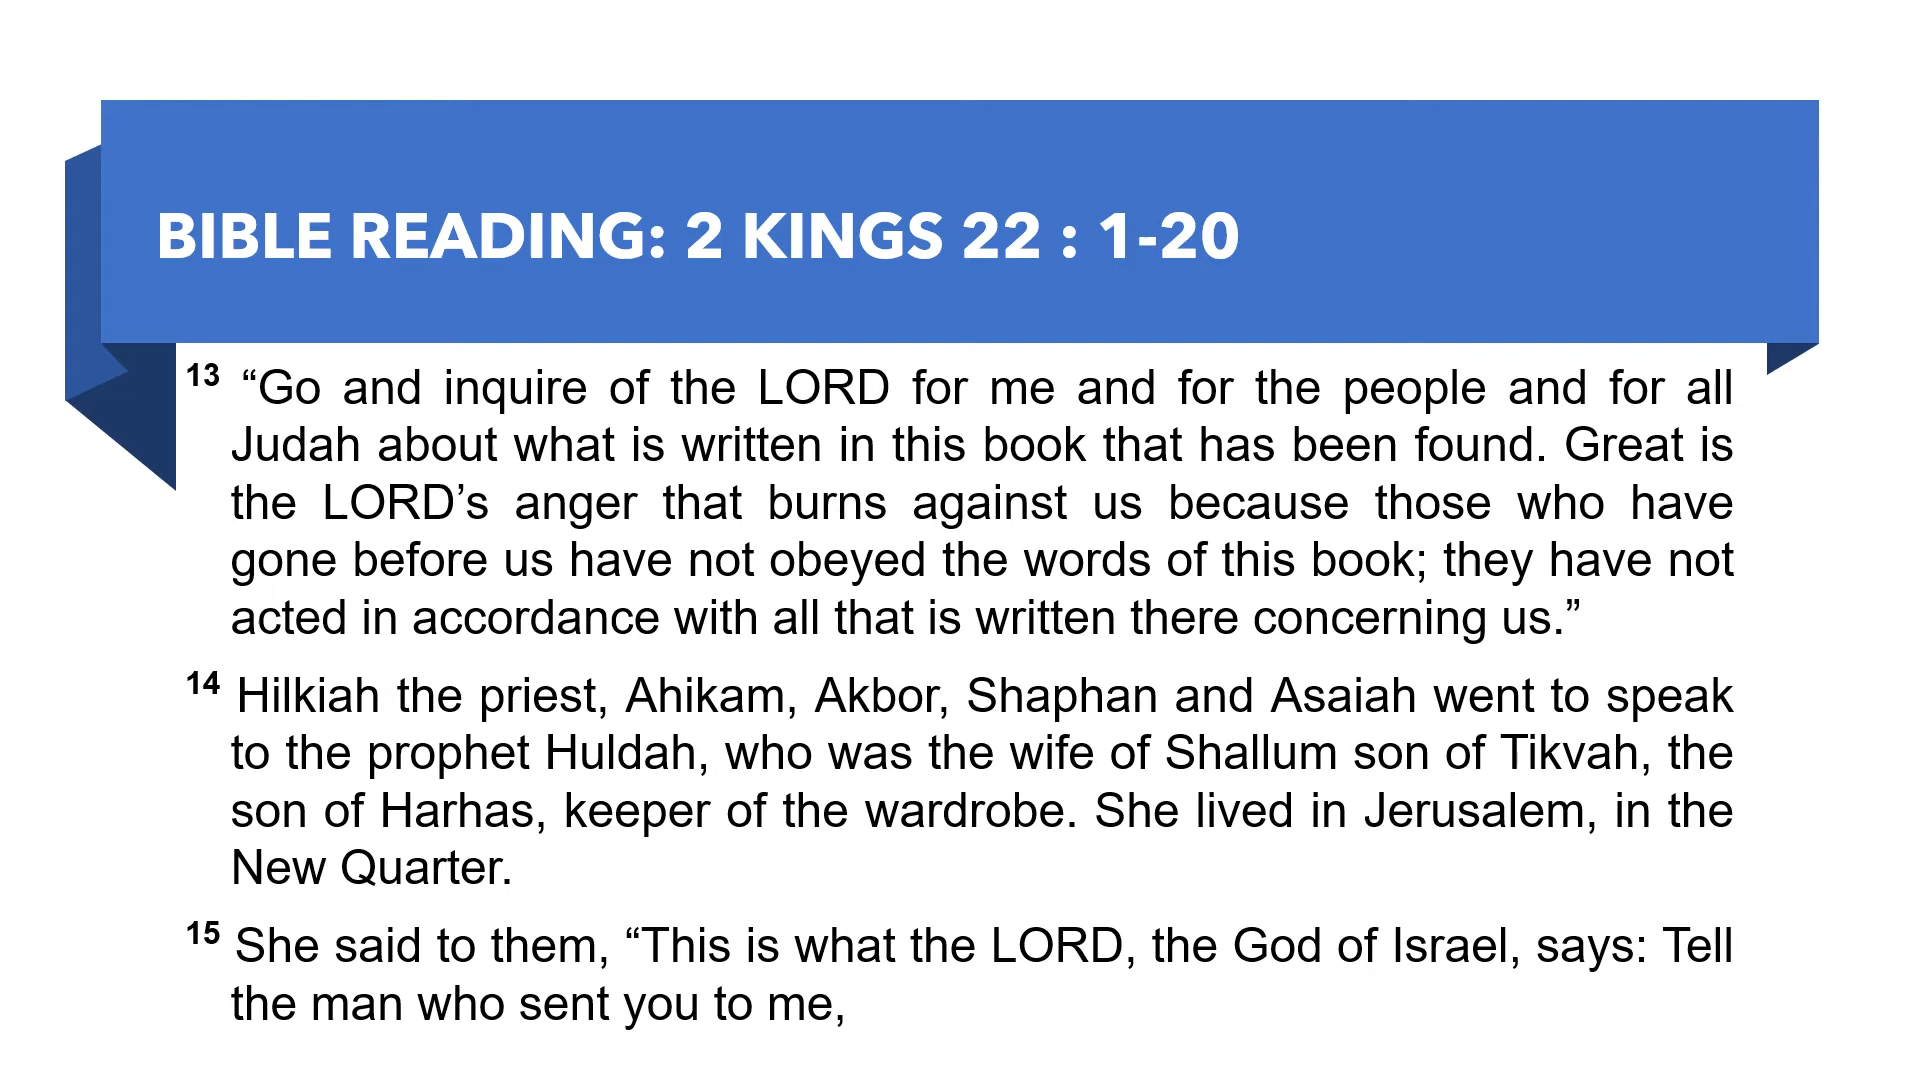 BIBLE READING: 2 KINGS 22 : 1-20
13 “Go and inquire of the LORD for me and for the people and for all
Judah about what is written in this book that has been found. Great is
the LORD’s anger that burns against us because those who have
gone before us have not obeyed the words of this book; they have not
acted in accordance with all that is written there concerning us.”
14 Hilkiah the priest, Ahikam, Akbor, Shaphan and Asaiah went to speak
to the prophet Huldah, who was the wife of Shallum son of Tikvah, the
son of Harhas, keeper of the wardrobe. She lived in Jerusalem, in the
New Quarter.
15 She said to them, “This is what the LORD, the God of Israel, says: Tell
the man who sent you to me,